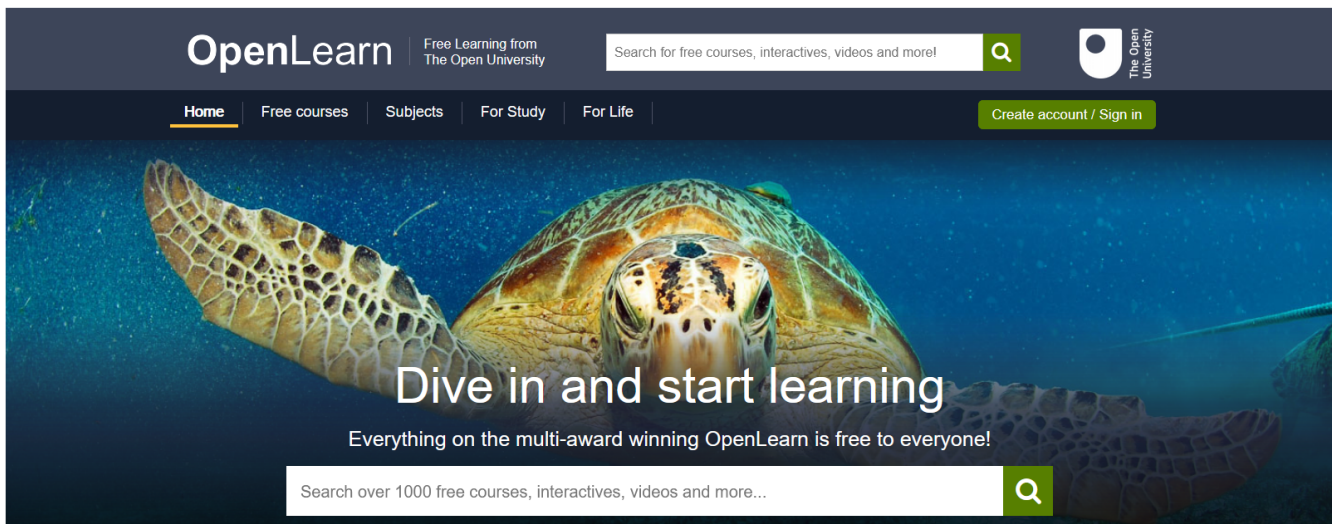 OpenLearn
Free Learning from
The Open University
Search for free courses, interactives, videos and more!
The Open
University
Home
Free courses
Subjects
For Study
For Life
Create account / Sign in
Dive in and start learning
Everything on the multi-award winning OpenLearn is free to everyone!
Search over 1000 free courses, interactives, videos and more...